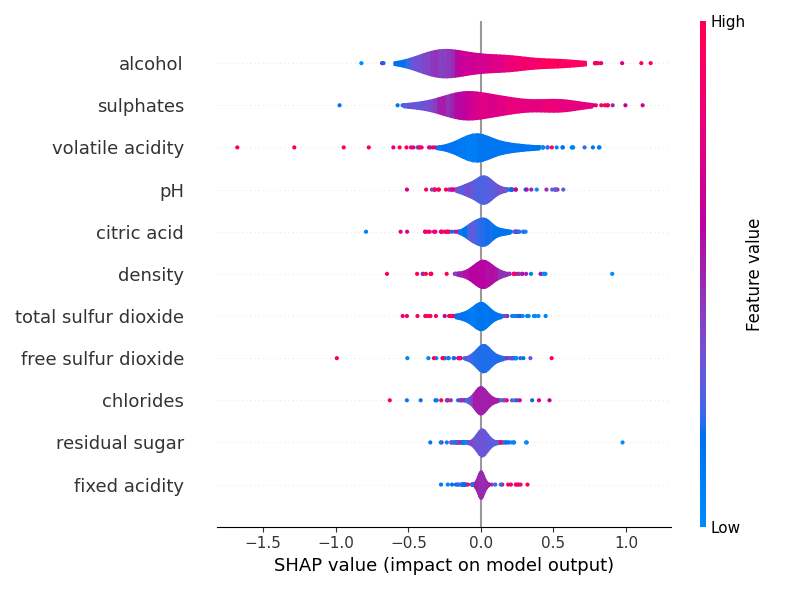 High
alcohol
sulphates
volatile acidity
pH
citric acid
density
total sulfur dioxide
free sulfur dioxide
chlorides
residual sugar
fixed acidity
Feature value
Low
−1.5 −1.0 −0.5 0.0 0.5 1.0
SHAP value (impact on model output)